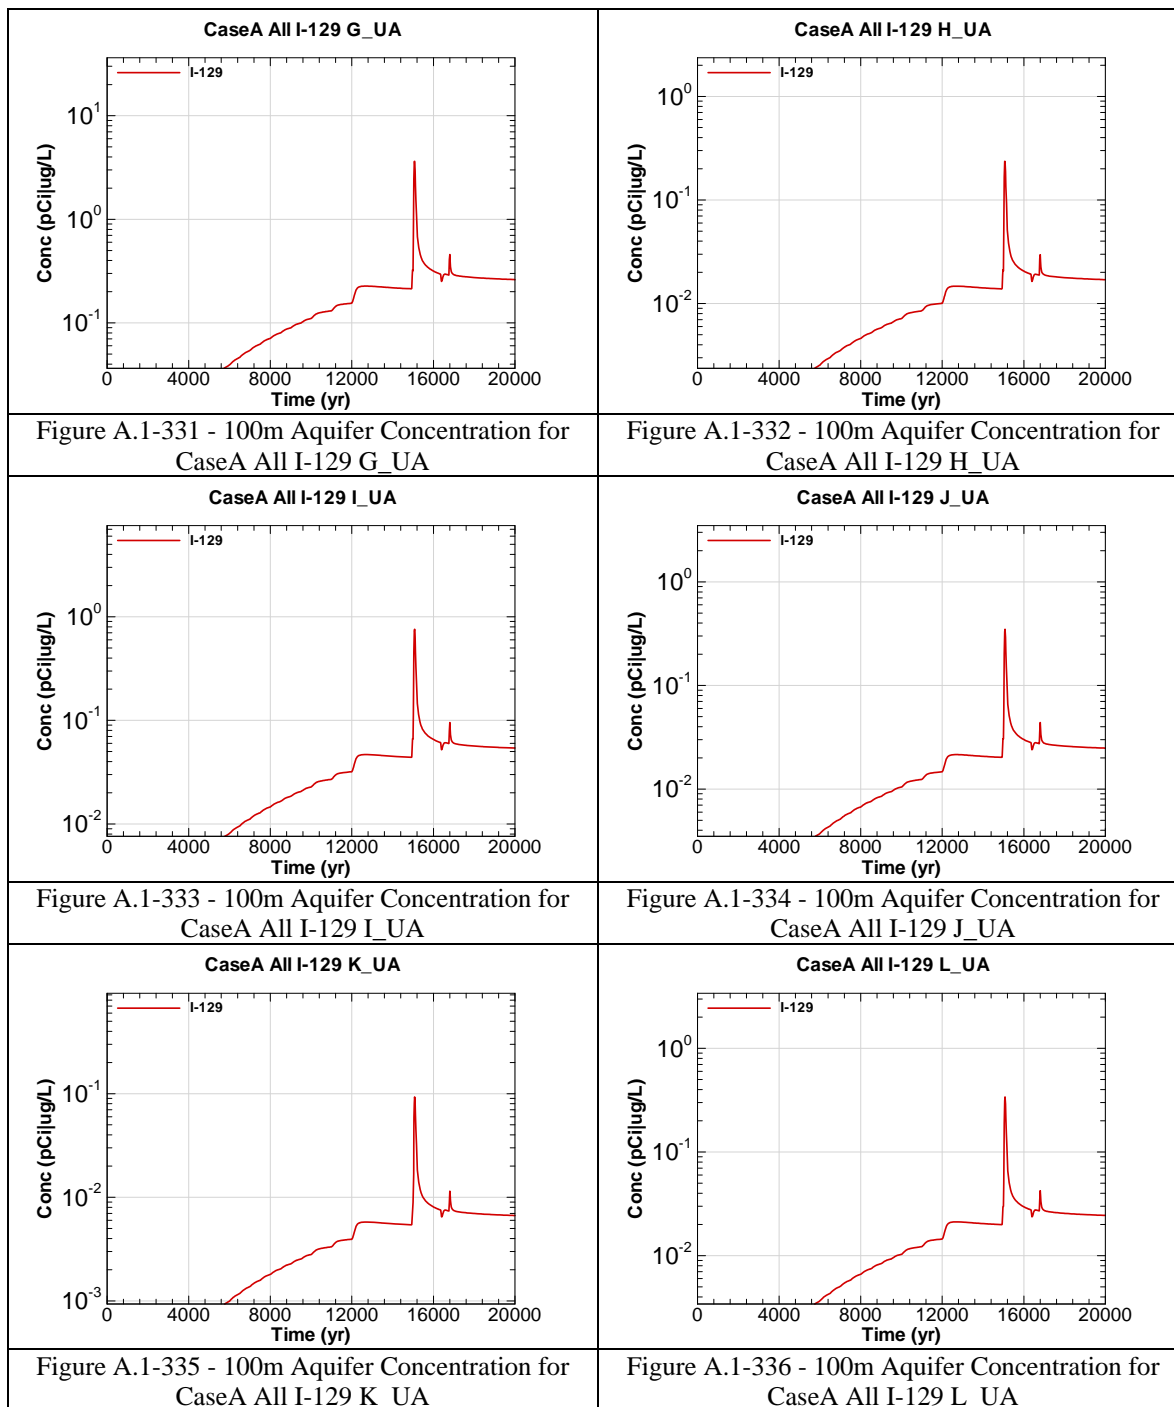 CaseA All I-129 G_UA
I-129
Conc (pCi|ug/L)
10^1
10^0
10^-1
0 4000 8000 12000 16000 20000
Time (yr)
Figure A.1-331 - 100m Aquifer Concentration for
CaseA All I-129 G_UA
CaseA All I-129 H_UA
I-129
Conc (pCi|ug/L)
10^0
10^-1
10^-2
0 4000 8000 12000 16000 20000
Time (yr)
Figure A.1-332 - 100m Aquifer Concentration for
CaseA All I-129 H_UA
CaseA All I-129 I_UA
I-129
Conc (pCi|ug/L)
10^0
10^-1
10^-2
0 4000 8000 12000 16000 20000
Time (yr)
Figure A.1-333 - 100m Aquifer Concentration for
CaseA All I-129 I_UA
CaseA All I-129 J_UA
I-129
Conc (pCi|ug/L)
10^0
10^-1
10^-2
0 4000 8000 12000 16000 20000
Time (yr)
Figure A.1-334 - 100m Aquifer Concentration for
CaseA All I-129 J_UA
CaseA All I-129 K_UA
I-129
Conc (pCi|ug/L)
10^-1
10^-2
10^-3
0 4000 8000 12000 16000 20000
Time (yr)
Figure A.1-335 - 100m Aquifer Concentration for
CaseA All I-129 K_UA
CaseA All I-129 L_UA
I-129
Conc (pCi|ug/L)
10^0
10^-1
10^-2
0 4000 8000 12000 16000 20000
Time (yr)
Figure A.1-336 - 100m Aquifer Concentration for
CaseA All I-129 L_UA